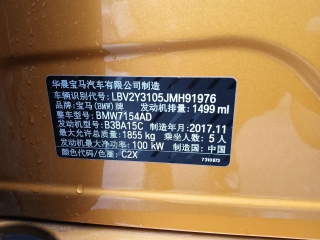 华晨宝马汽车有限公司制造
车辆识别代号 LBV2Y3105JMH91976
品牌：宝马(BMW)牌 发动机排量：1499 ml
整车型号：BMW7154AD
发动机型号：B38A15C 制造年月：2017.11
最大允许总质量：1855 kg 乘坐人数：5 人
发动机最大净功率：100 kW 制造国：中国
颜色代码/色漆：C2X
7310873